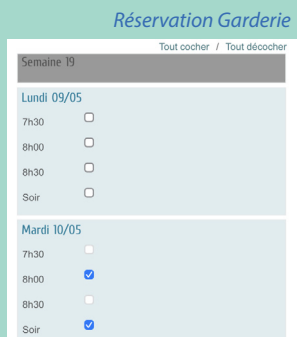 Réservation Garderie
Tout cocher / Tout décocher
Semaine 19
Lundi 09/05
7h30
8h00
8h30
Soir
Mardi 10/05
7h30
8h00
8h30
Soir